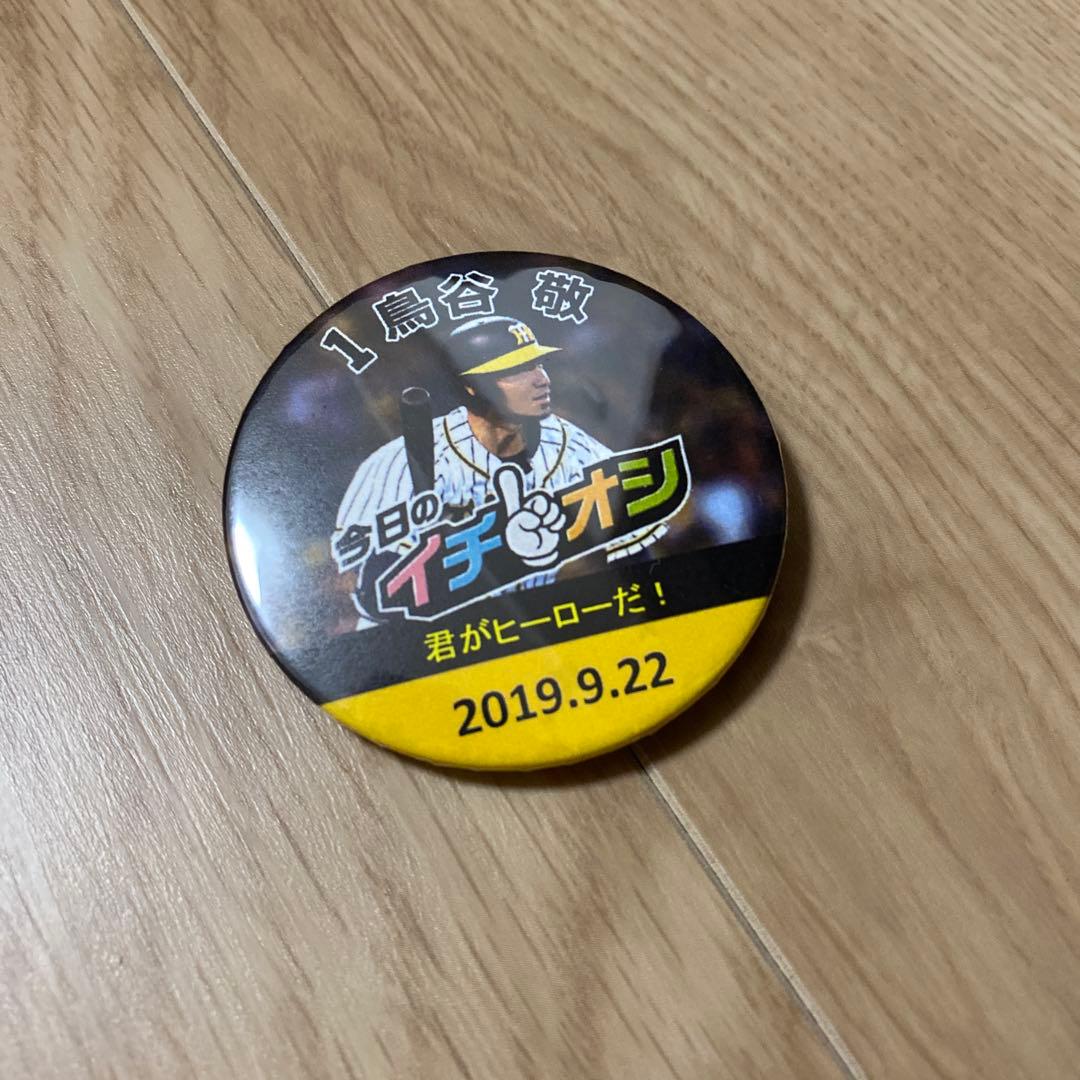 1 鳥谷 敬
今日の
イチオシ
君がヒーローだ！
2019.9.22